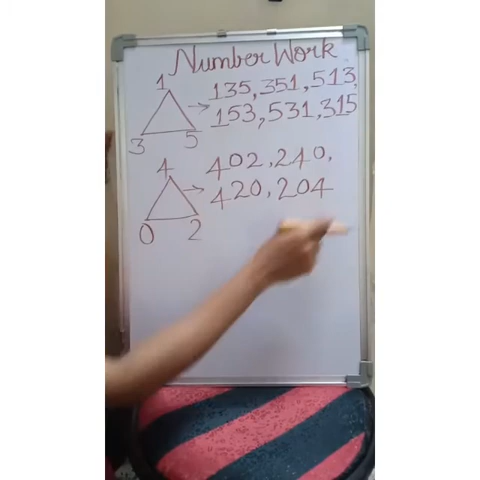 Number Work
1
135, 351, 513,
153, 531, 315
3 5
4
402, 240,
420, 204
0 2